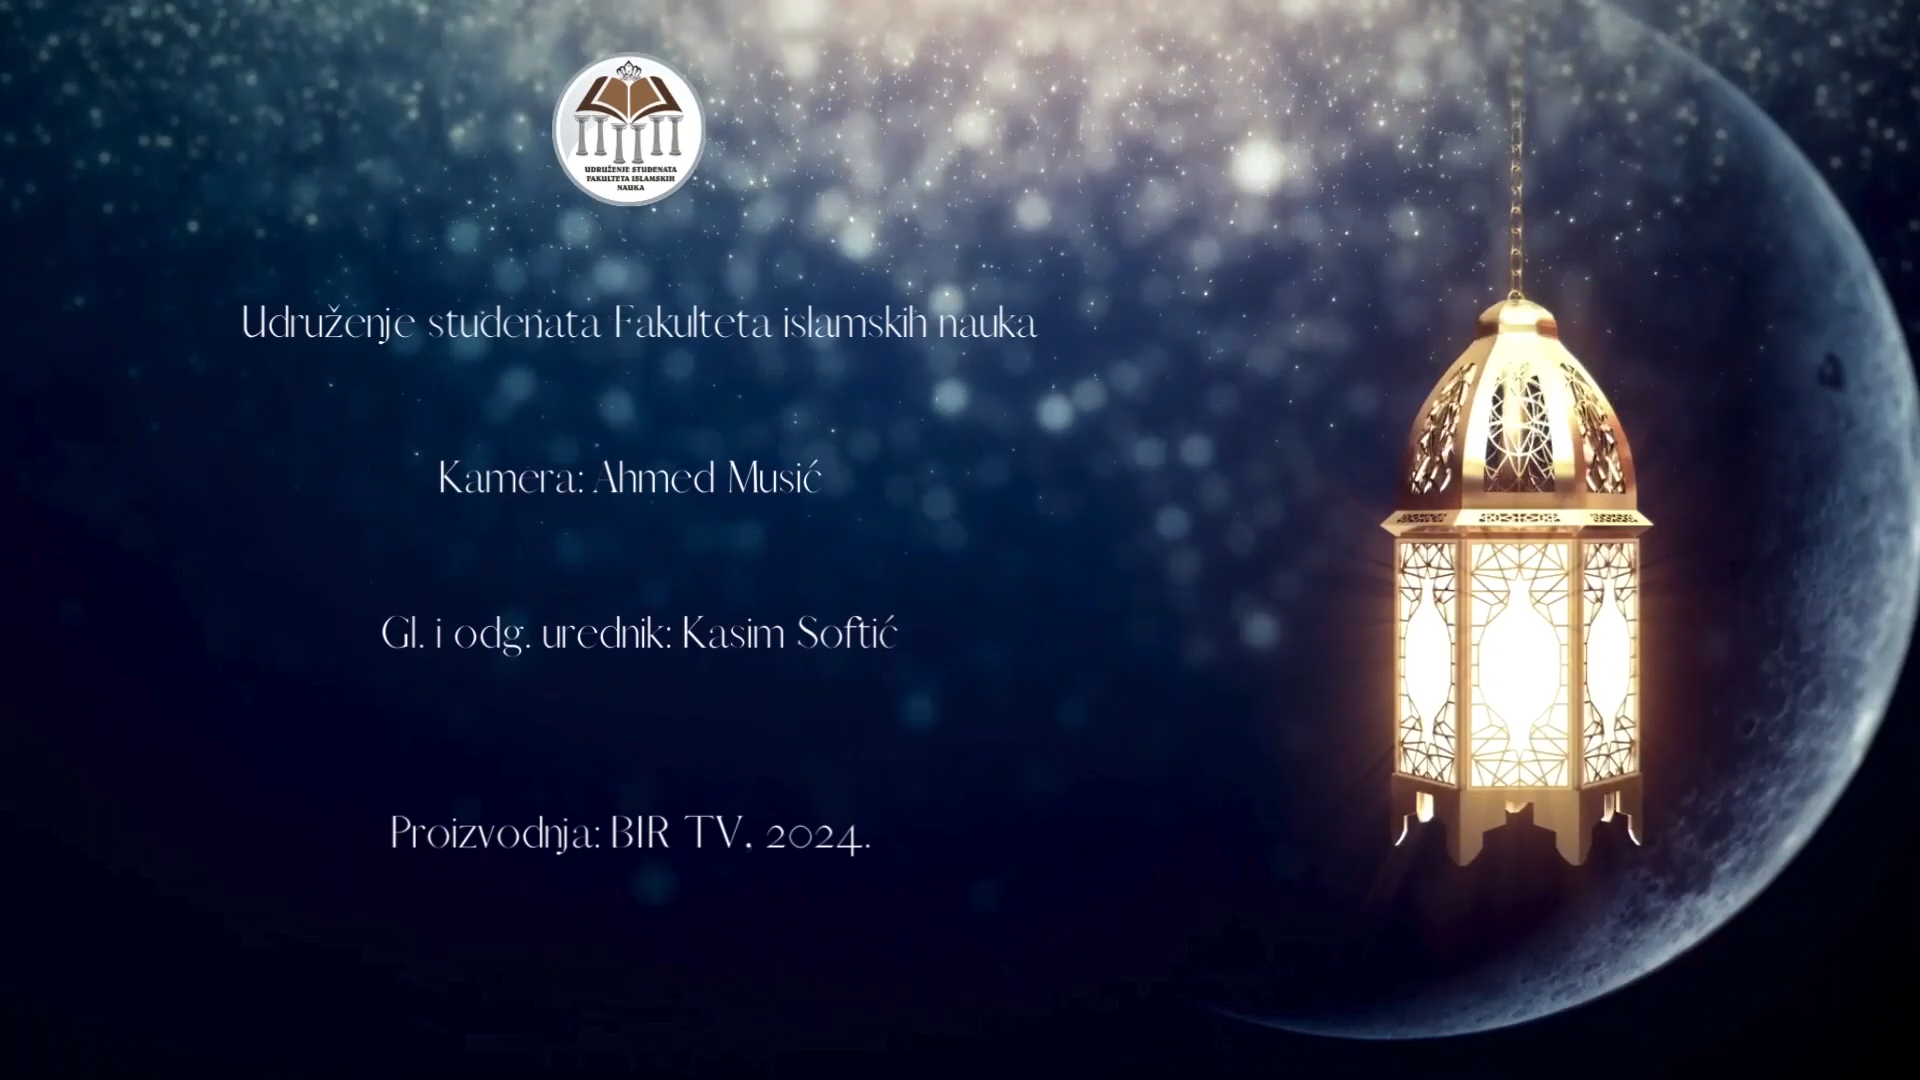 UDRUŽENJE STUDENATA
FAKULTETA ISLAMSKIH
NAUKA
Udruženje studenata Fakulteta islamskih nauka
Kamera: Ahmed Musić
Gl. i odg. urednik: Kasim Softić
Proizvodnja: BIR TV, 2024.